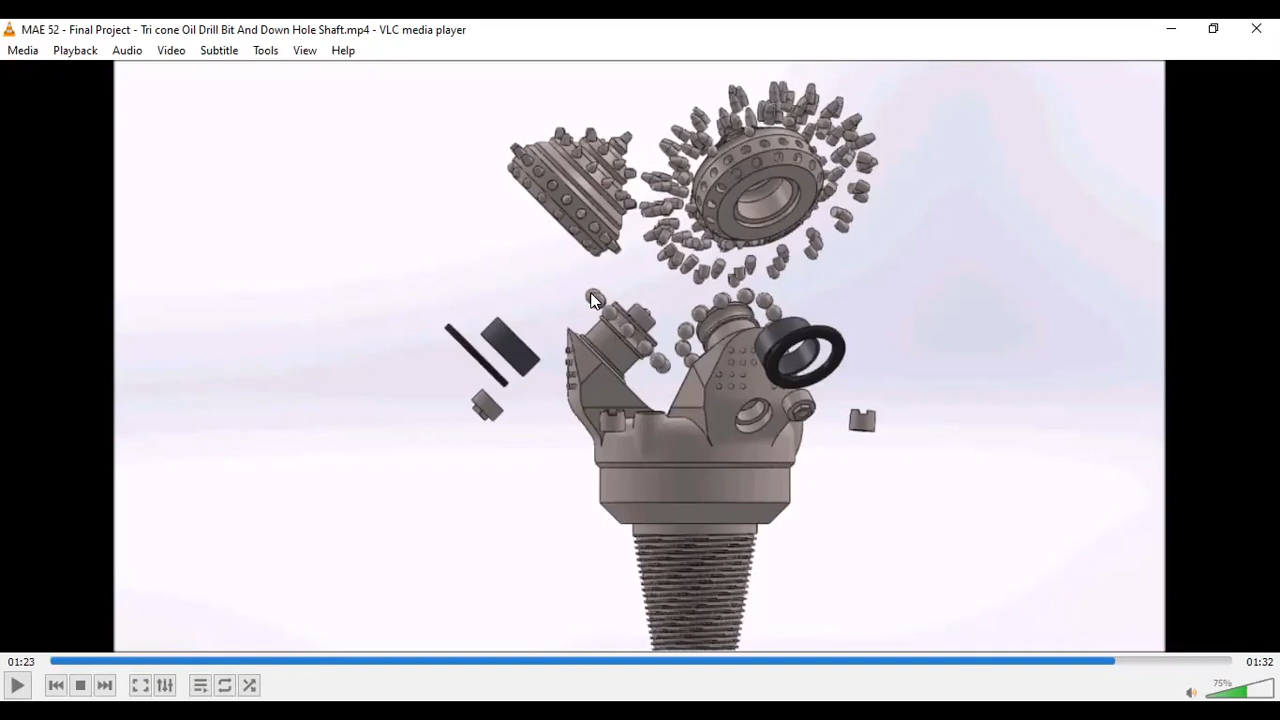 MAE 52 - Final Project - Tri cone Oil Drill Bit And Down Hole Shaft.mp4 - VLC media player
Media Playback Audio Video Subtitle Tools View Help
01:23 01:32
75%